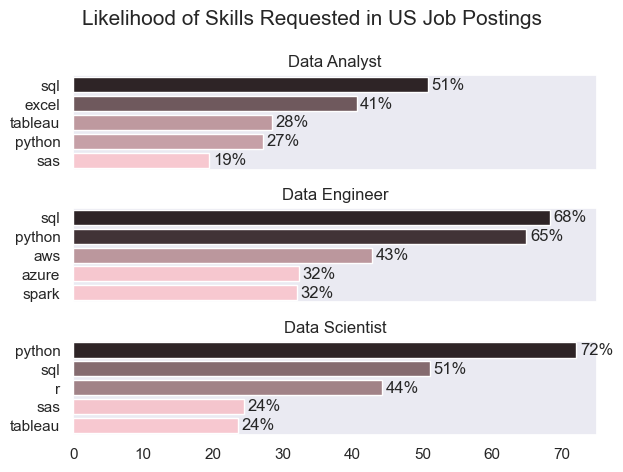 Likelihood of Skills Requested in US Job Postings
Data Analyst
sql 51%
excel 41%
tableau 28%
python 27%
sas 19%
Data Engineer
sql 68%
python 65%
aws 43%
azure 32%
spark 32%
Data Scientist
python 72%
sql 51%
r 44%
sas 24%
tableau 24%
0 10 20 30 40 50 60 70